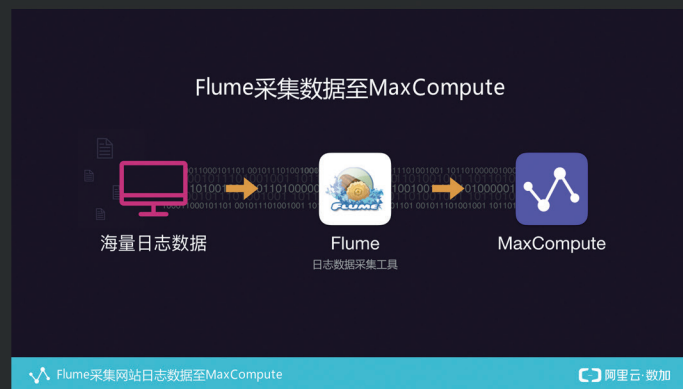 Flume采集数据至MaxCompute
海量日志数据
Flume
日志数据采集工具
MaxCompute
Flume采集网站日志数据至MaxCompute
阿里云·数加